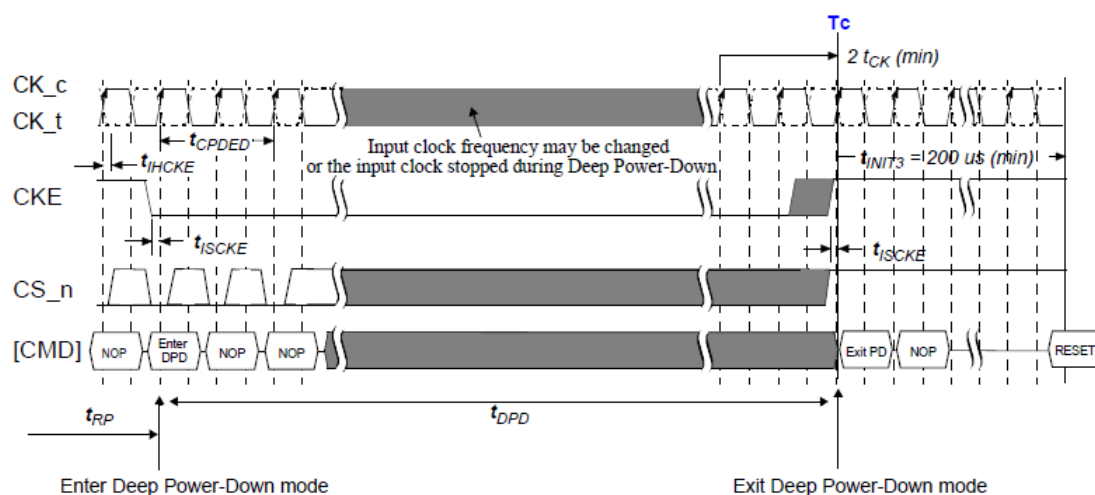 Tc
2 tCK (min)
CK_c
CK_t
tCPDED
Input clock frequency may be changed
or the input clock stopped during Deep Power-Down
tINIT3 = 200 us (min)
tIHCKE
CKE
tISCKE
tISCKE
CS_n
[CMD]
NOP
Enter
DPD
NOP
NOP
Exit PD
NOP
RESET
tRP
tDPD
Enter Deep Power-Down mode
Exit Deep Power-Down mode